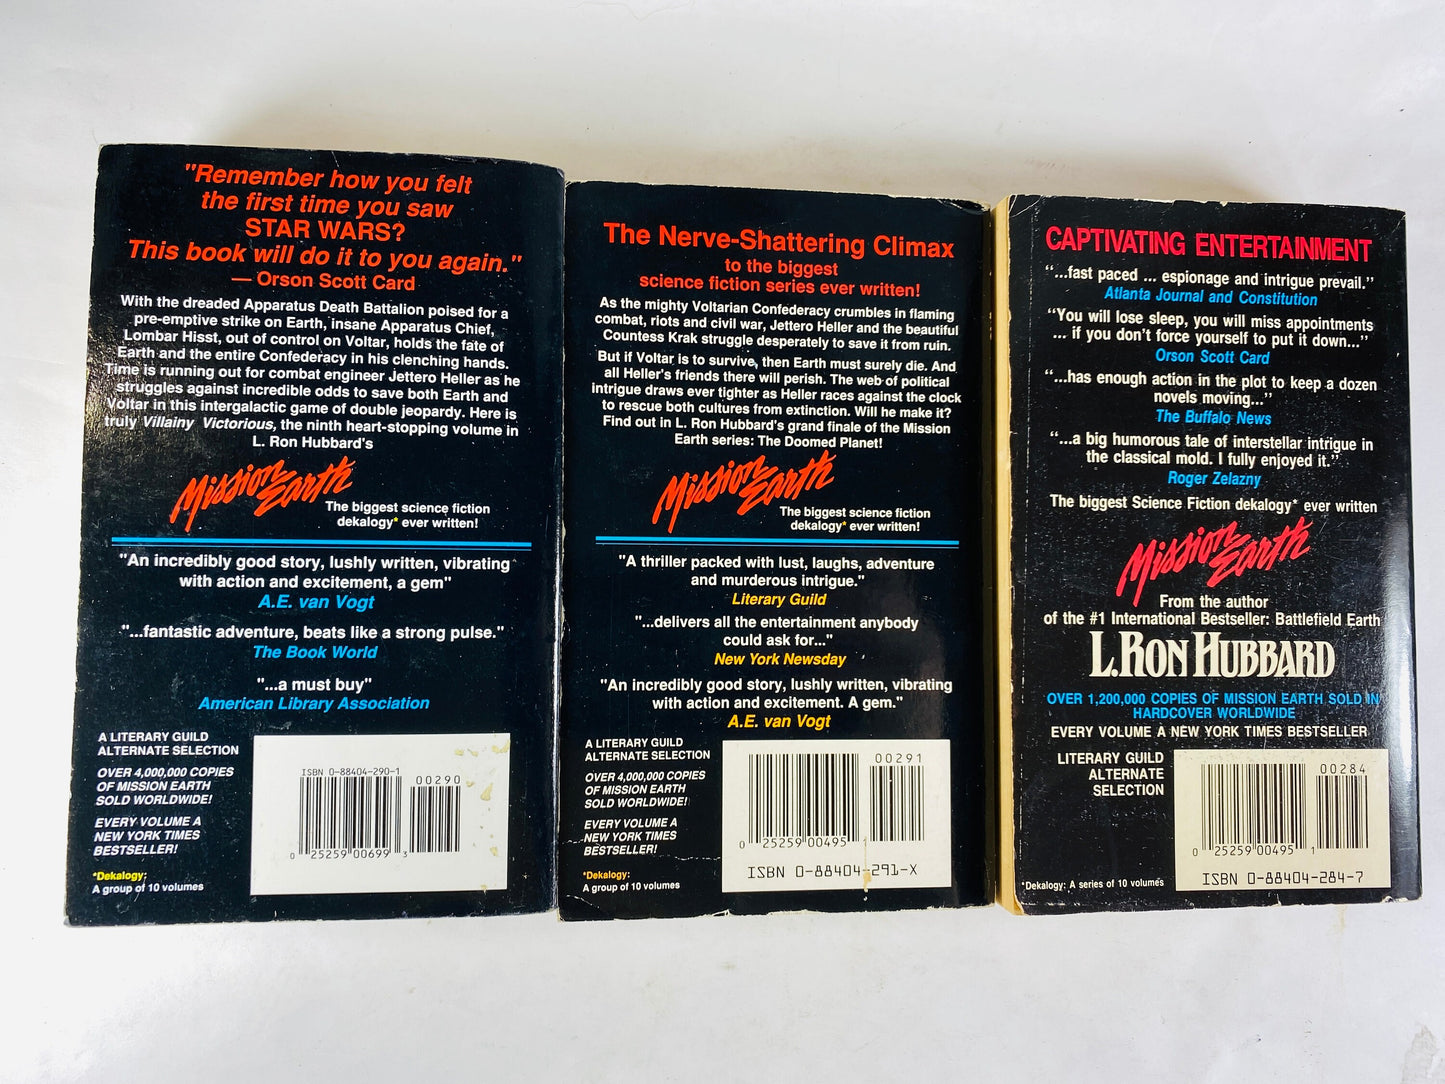 "Remember how you felt
the first time you saw
STAR WARS?
This book will do it to you again."
— Orson Scott Card
With the dreaded Apparatus Death Battalion poised for a
pre-emptive strike on Earth, insane Apparatus Chief,
Lombar Hisst, out of control on Voltar, holds the fate of
Earth and the entire Confederacy in his clenching hands.
Time is running out for combat engineer Jettero Heller as he
struggles against incredible odds to save both Earth and
Voltar in this intergalactic game of double jeopardy. Here is
truly Villainy Victorious, the ninth heart-stopping volume in
L. Ron Hubbard's
Mission Earth
The biggest science fiction
dekalogy* ever written!
"An incredibly good story, lushly written, vibrating
with action and excitement, a gem"
A.E. van Vogt
"...fantastic adventure, beats like a strong pulse."
The Book World
"...a must buy"
American Library Association
A LITERARY GUILD
ALTERNATE SELECTION
OVER 4,000,000 COPIES
OF MISSION EARTH
SOLD WORLDWIDE!
EVERY VOLUME A
NEW YORK TIMES
BESTSELLER!
*Dekalogy:
A group of 10 volumes
ISBN 0-88404-290-1
00290
0 25259 00699 3
The Nerve-Shattering Climax
to the biggest
science fiction series ever written!
As the mighty Voltarian Confederacy crumbles in flaming
combat, riots and civil war, Jettero Heller and the beautiful
Countess Krak struggle desperately to save it from ruin.
But if Voltar is to survive, then Earth must surely die. And
all Heller's friends there will perish. The web of political
intrigue draws ever tighter as Heller races against the clock
to rescue both cultures from extinction. Will he make it?
Find out in L. Ron Hubbard's grand finale of the Mission
Earth series: The Doomed Planet!
Mission Earth
The biggest science fiction
dekalogy* ever written!
"A thriller packed with lust, laughs, adventure
and murderous intrigue."
Literary Guild
"...delivers all the entertainment anybody
could ask for..."
New York Newsday
"An incredibly good story, lushly written, vibrating
with action and excitement. A gem."
A.E. van Vogt
A LITERARY GUILD
ALTERNATE SELECTION
OVER 4,000,000 COPIES
OF MISSION EARTH
SOLD WORLDWIDE!
EVERY VOLUME A
NEW YORK TIMES
BESTSELLER!
*Dekalogy:
A group of 10 volumes
00291
0 25259 00495 1
ISBN 0-88404-291-X
CAPTIVATING ENTERTAINMENT
"...fast paced ... espionage and intrigue prevail."
Atlanta Journal and Constitution
"You will lose sleep, you will miss appointments
... if you don't force yourself to put it down..."
Orson Scott Card
"...has enough action in the plot to keep a dozen
novels moving..."
The Buffalo News
"...a big humorous tale of interstellar intrigue in
the classical mold. I fully enjoyed it."
Roger Zelazny
The biggest Science Fiction dekalogy* ever written
Mission Earth
From the author
of the #1 International Bestseller: Battlefield Earth
L. RON HUBBARD
OVER 1,200,000 COPIES OF MISSION EARTH SOLD IN
HARDCOVER WORLDWIDE
EVERY VOLUME A NEW YORK TIMES BESTSELLER
LITERARY GUILD
ALTERNATE
SELECTION
*Dekalogy: A series of 10 volumes
00284
0 25259 00495 1
ISBN 0-88404-284-7